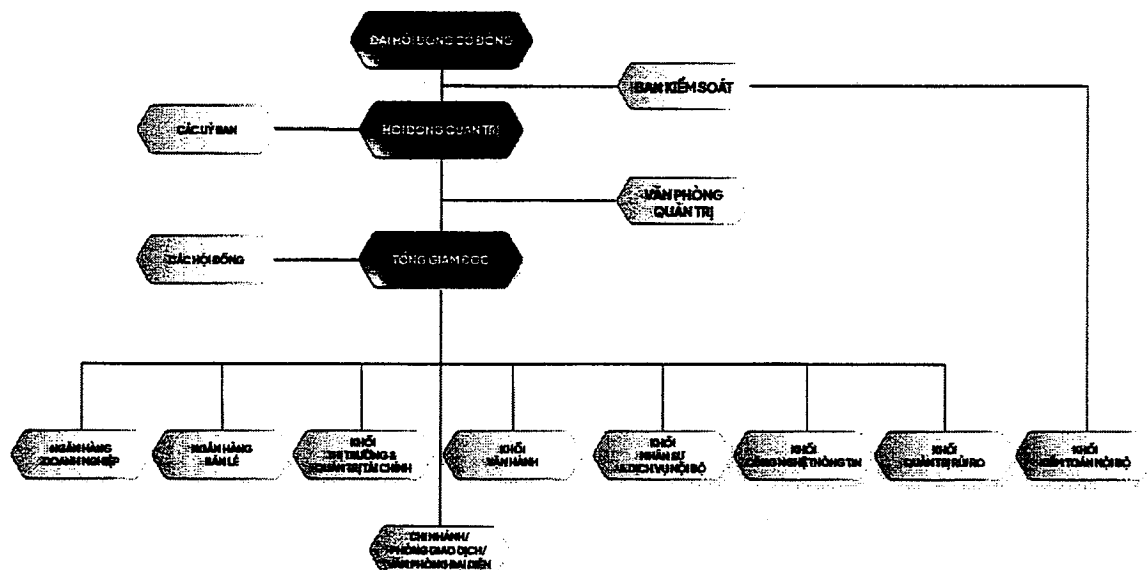 ĐẠI HỘI ĐỒNG CỔ ĐÔNG
BAN KIỂM SOÁT
CÁC UỶ BAN
HỘI ĐỒNG QUẢN TRỊ
VĂN PHÒNG
QUẢN TRỊ
CÁC HỘI ĐỒNG
TỔNG GIÁM ĐỐC
NGÂN HÀNG
DOANH NGHIỆP
NGÂN HÀNG
BÁN LẺ
KHỐI
THỊ TRƯỜNG &
QUẢN TRỊ TÀI CHÍNH
KHỐI
VẬN HÀNH
KHỐI
NHÂN SỰ
& DỊCH VỤ NỘI BỘ
KHỐI
CÔNG NGHỆ THÔNG TIN
KHỐI
QUẢN TRỊ RỦI RO
KHỐI
KIỂM TOÁN NỘI BỘ
CHI NHÁNH/
PHÒNG GIAO DỊCH/
VĂN PHÒNG ĐẠI DIỆN